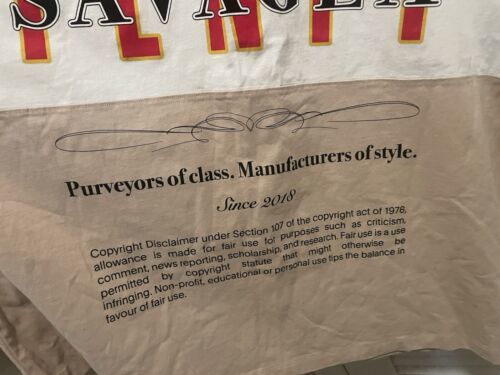 Purveyors of class. Manufacturers of style.
Since 2018
Copyright Disclaimer under Section 107 of the copyright act of 1976,
allowance is made for fair use for purposes such as criticism,
comment, news reporting, scholarship, and research. Fair use is a use
permitted by copyright statute that might otherwise be
infringing. Non-profit, educational or personal use tips the balance in
favour of fair use.